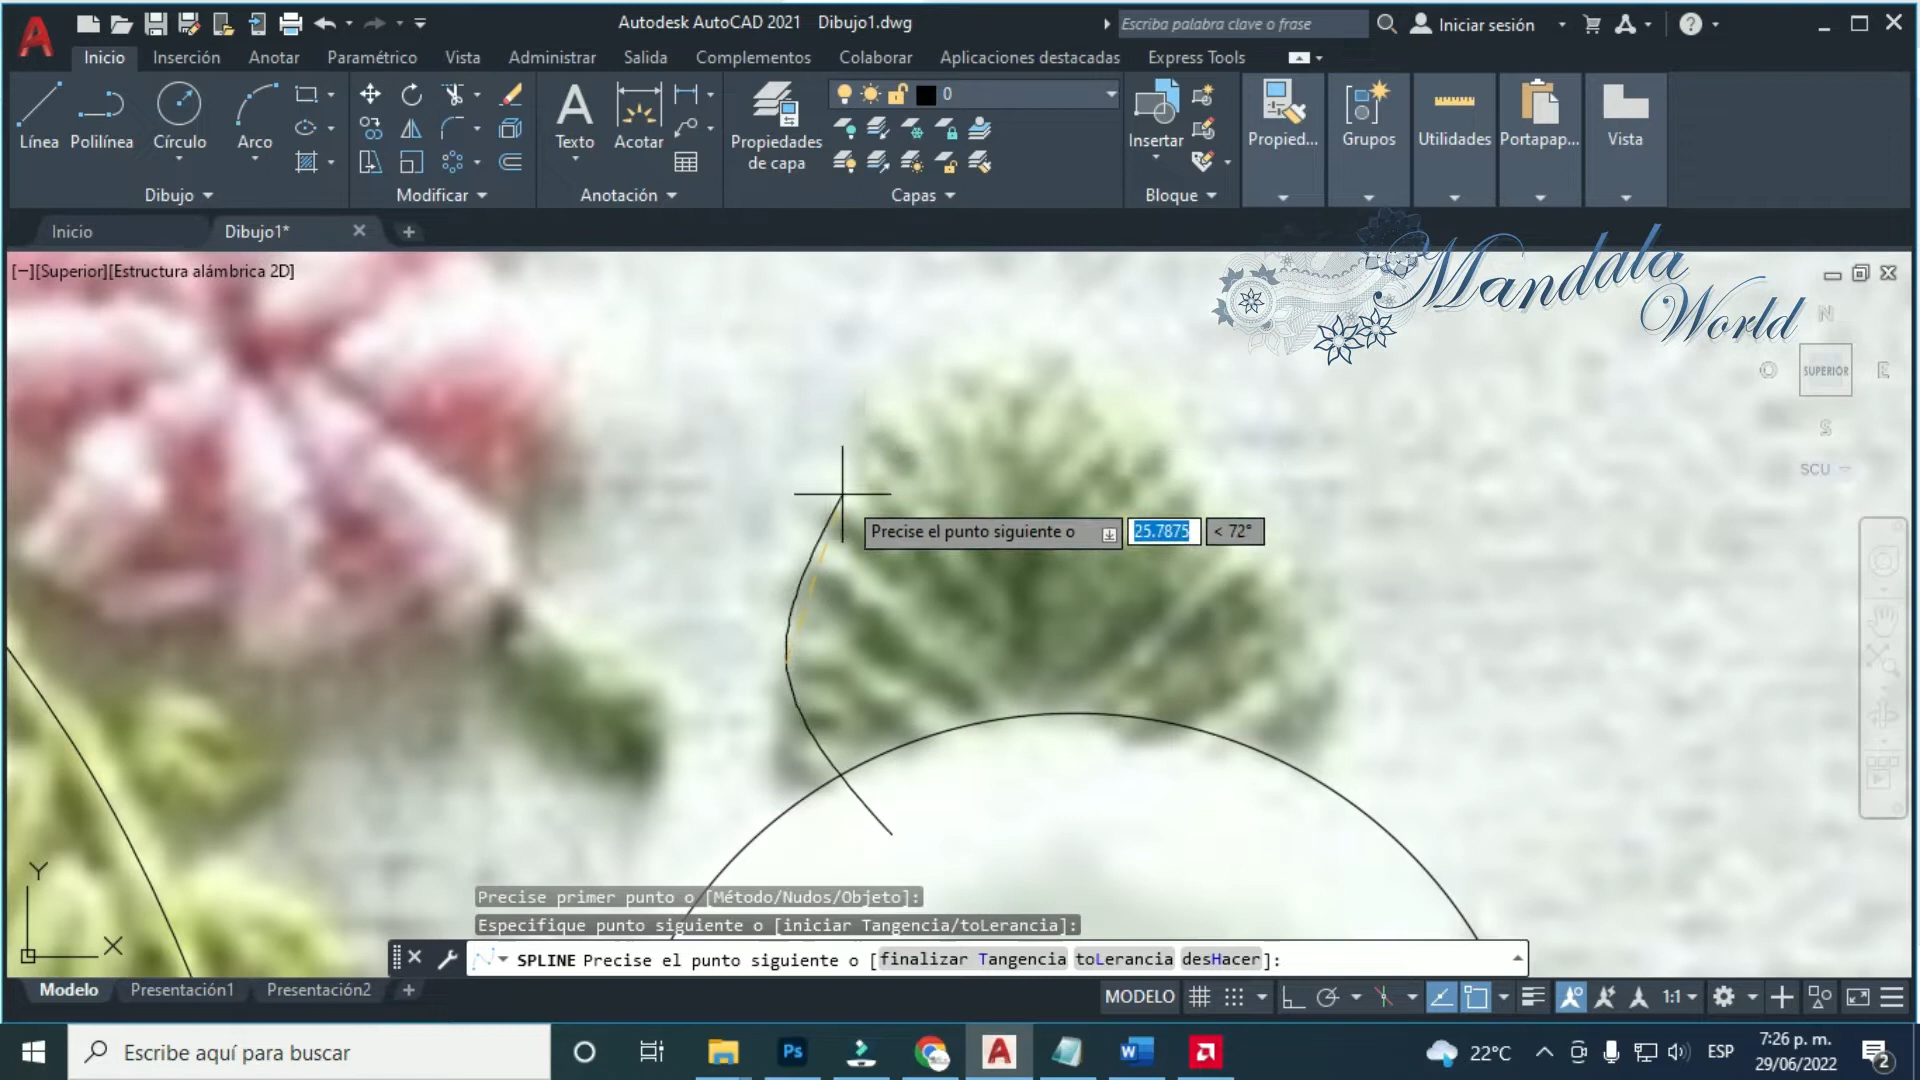 Autodesk AutoCAD 2021 Dibujo1.dwg
Escriba palabra clave o frase
Iniciar sesión
Inicio Inserción Anotar Paramétrico Vista Administrar Salida Complementos Colaborar Aplicaciones destacadas Express Tools
0
Línea Polilínea Círculo Arco
Texto Acotar
Propiedades de capa
Insertar
Propied... Grupos Utilidades Portapap... Vista
Dibujo Modificar Anotación Capas Bloque
Inicio Dibujo1*
[−][Superior][Estructura alámbrica 2D]
Mandala
World
N
O SUPERIOR E
S
SCU
Precise el punto siguiente o 25.7875 < 72°
Y
X
Precise primer punto o [Método/Nudos/Objeto]:
Especifique punto siguiente o [iniciar Tangencia/toLerancia]:
SPLINE Precise el punto siguiente o [finalizar Tangencia toLerancia desHacer]:
Modelo Presentación1 Presentación2
MODELO 1:1
Escribe aquí para buscar
Ps
22°C
ESP
7:26 p. m.
29/06/2022
2